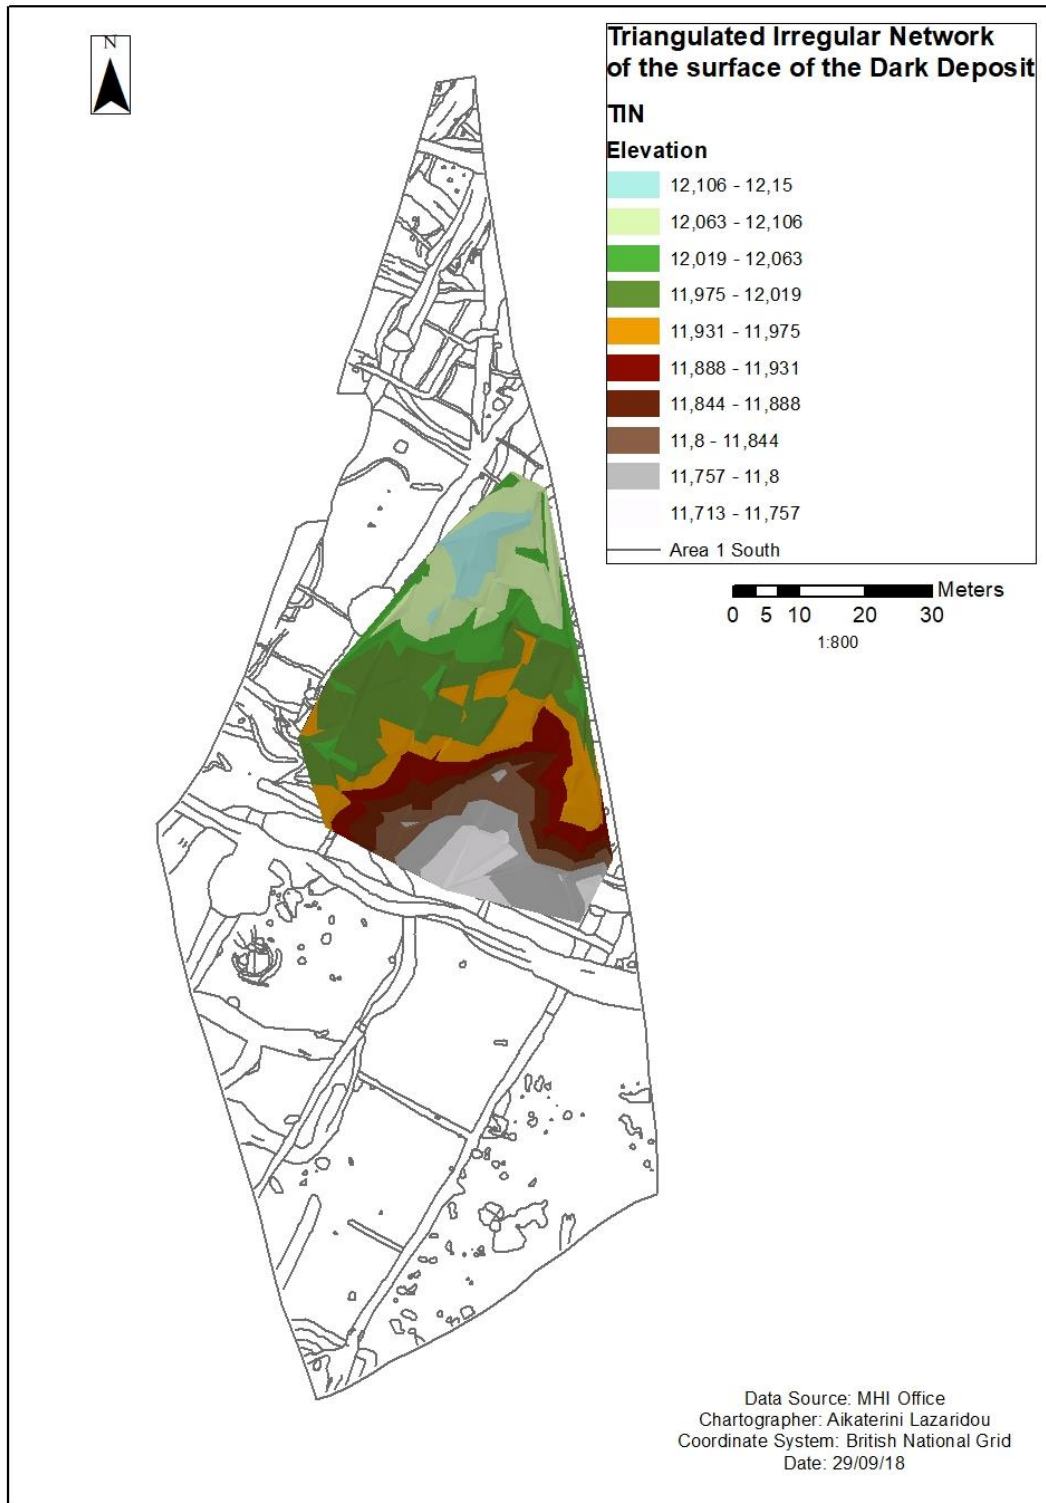 N
Triangulated Irregular Network
of the surface of the Dark Deposit
TIN
Elevation
12,106 - 12,15
12,063 - 12,106
12,019 - 12,063
11,975 - 12,019
11,931 - 11,975
11,888 - 11,931
11,844 - 11,888
11,8 - 11,844
11,757 - 11,8
11,713 - 11,757
Area 1 South
Meters
0 5 10 20 30
1:800
Data Source: MHI Office
Chartographer: Aikaterini Lazaridou
Coordinate System: British National Grid
Date: 29/09/18